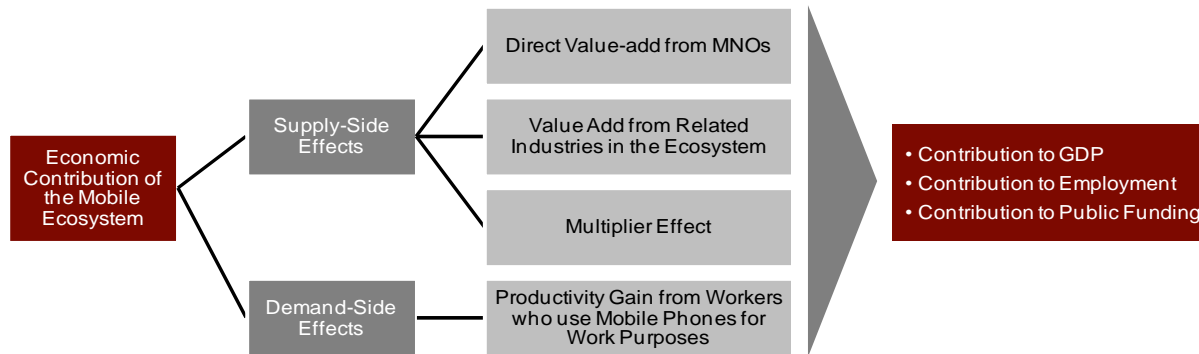 Economic
Contribution of
the Mobile
Ecosystem
Supply-Side
Effects
Demand-Side
Effects
Direct Value-add from MNOs
Value Add from Related
Industries in the Ecosystem
Multiplier Effect
Productivity Gain from Workers
who use Mobile Phones for
Work Purposes
• Contribution to GDP
• Contribution to Employment
• Contribution to Public Funding